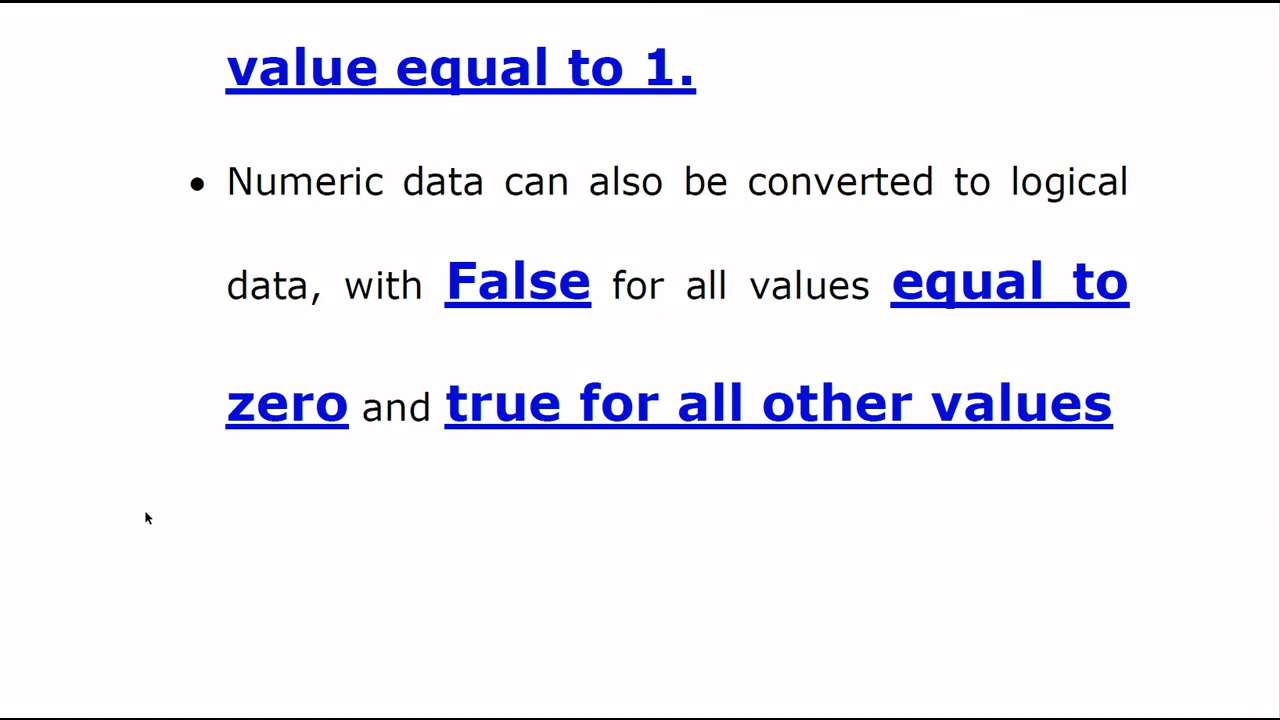 value equal to 1.
• Numeric data can also be converted to logical
data, with False for all values equal to
zero and true for all other values